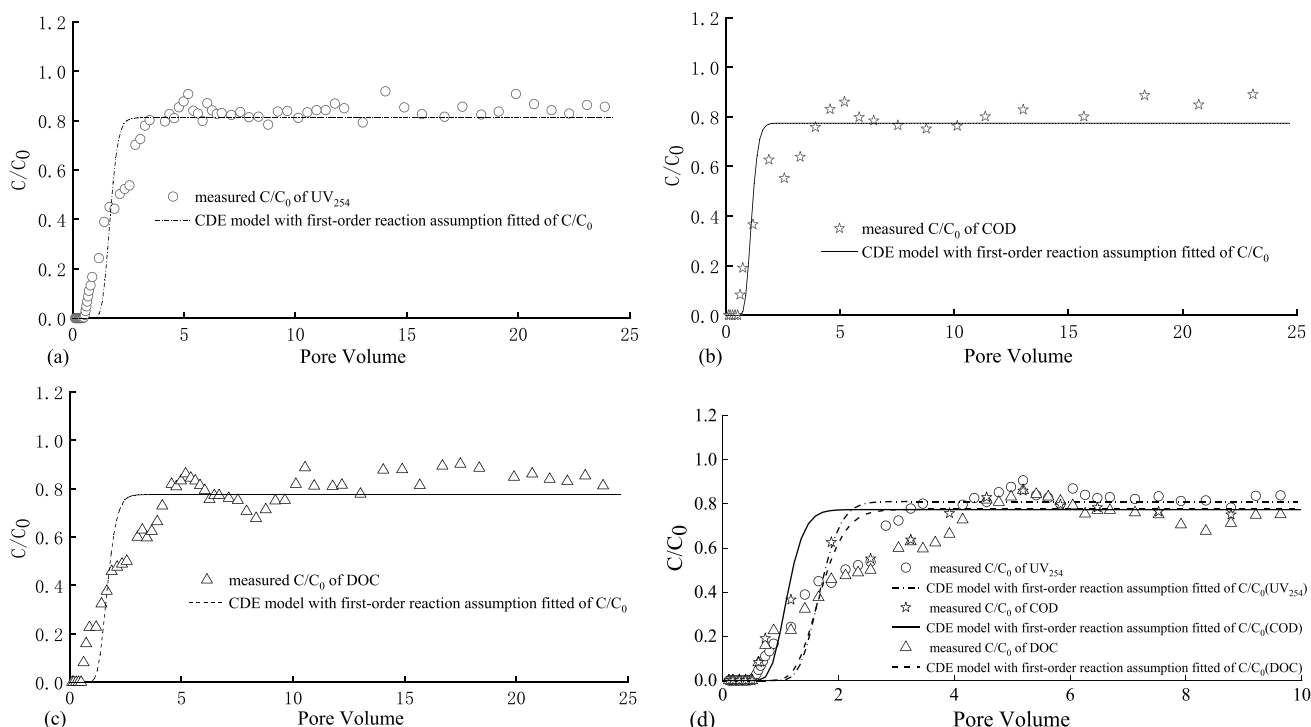 1.2
1.0
0.8
0.6
0.4
0.2
0.0
C/C₀
measured C/C₀ of UV₂₅₄
CDE model with first-order reaction assumption fitted of C/C₀
0 5 10 15 20 25
(a) Pore Volume
1.2
1.0
0.8
0.6
0.4
0.2
0.0
C/C₀
measured C/C₀ of COD
CDE model with first-order reaction assumption fitted of C/C₀
0 5 10 15 20 25
(b) Pore Volume
1.2
1.0
0.8
0.6
0.4
0.2
0.0
C/C₀
measured C/C₀ of DOC
CDE model with first-order reaction assumption fitted of C/C₀
0 5 10 15 20 25
(c) Pore Volume
1.2
1.0
0.8
0.6
0.4
0.2
0.0
C/C₀
measured C/C₀ of UV₂₅₄
CDE model with first-order reaction assumption fitted of C/C₀(UV₂₅₄)
measured C/C₀ of COD
CDE model with first-order reaction assumption fitted of C/C₀(COD)
measured C/C₀ of DOC
CDE model with first-order reaction assumption fitted of C/C₀(DOC)
0 2 4 6 8 10
(d) Pore Volume